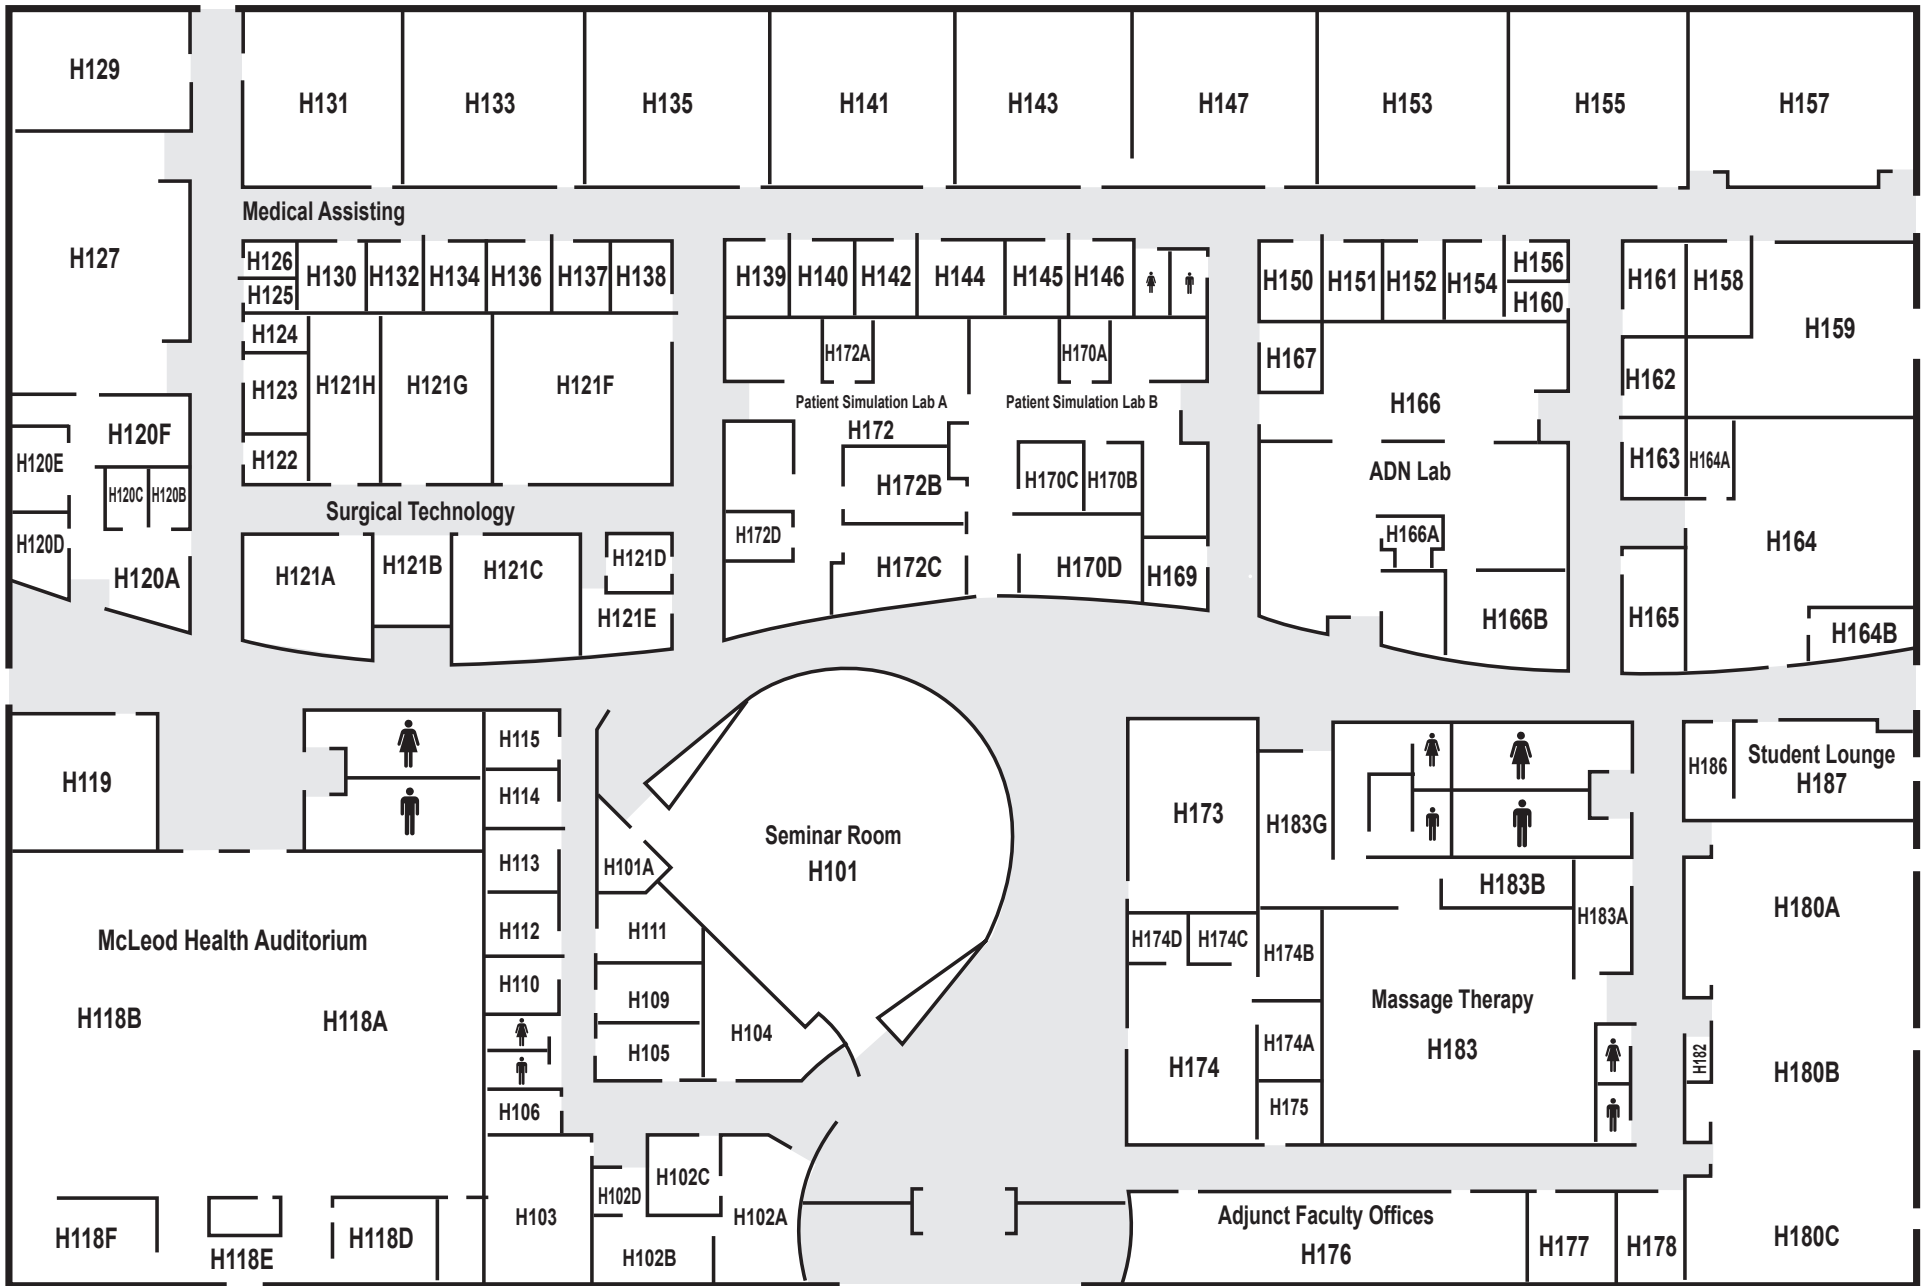 H129
H131
H133
H135
H141
H143
H147
H153
H155
H157
Medical Assisting
H127
H126
H125
H130
H132
H134
H136
H137
H138
H139
H140
H142
H144
H145
H146
H150
H151
H152
H154
H156
H160
H161
H158
H159
H124
H123
H122
H121H
H121G
H121F
H172A
H170A
H167
H162
Patient Simulation Lab A
H172
Patient Simulation Lab B
H166
H120F
H120E
H120C
H120B
H120D
H120A
H172B
H170C
H170B
ADN Lab
H163
H164A
Surgical Technology
H172D
H166A
H164
H121A
H121B
H121C
H121D
H121E
H172C
H170D
H169
H166B
H165
H164B
H119
H115
H114
H113
H112
H110
H106
H101A
Seminar Room
H101
H111
H109
H105
H104
H173
H183G
H186
Student Lounge
H187
H183B
H183A
H180A
McLeod Health Auditorium
H118B
H118A
H174D
H174C
H174B
Massage Therapy
H183
H174
H174A
H175
H182
H180B
H118F
H118E
H118D
H103
H102D
H102C
H102A
H102B
Adjunct Faculty Offices
H176
H177
H178
H180C